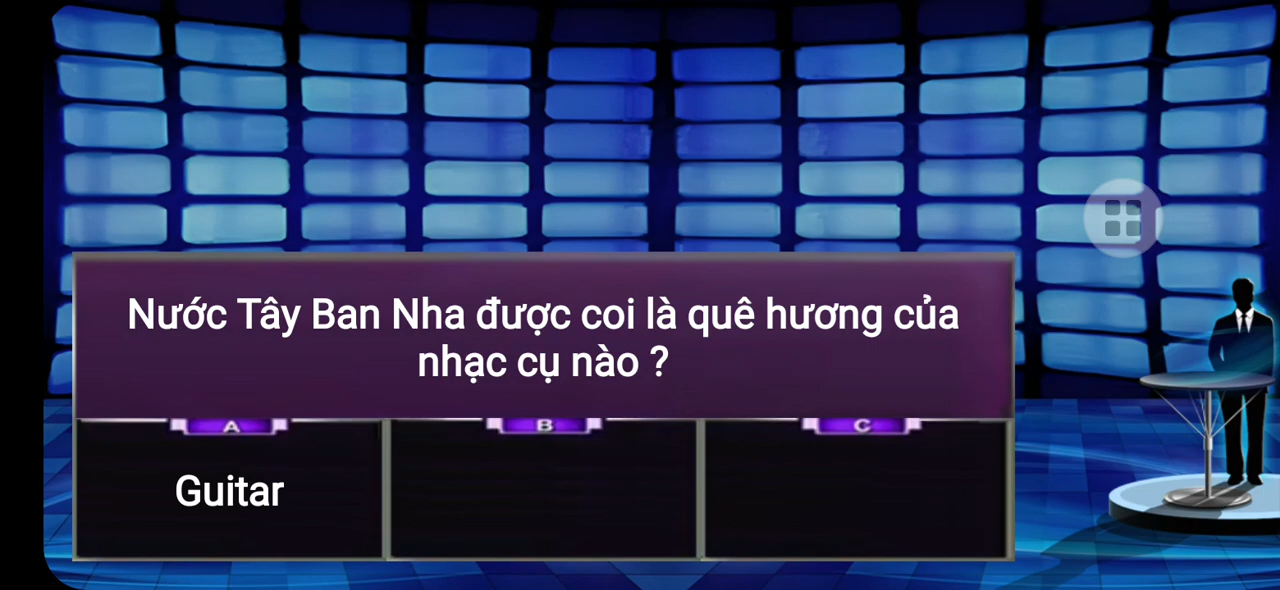 Nước Tây Ban Nha được coi là quê hương của
nhạc cụ nào ?
A
B
C
Guitar